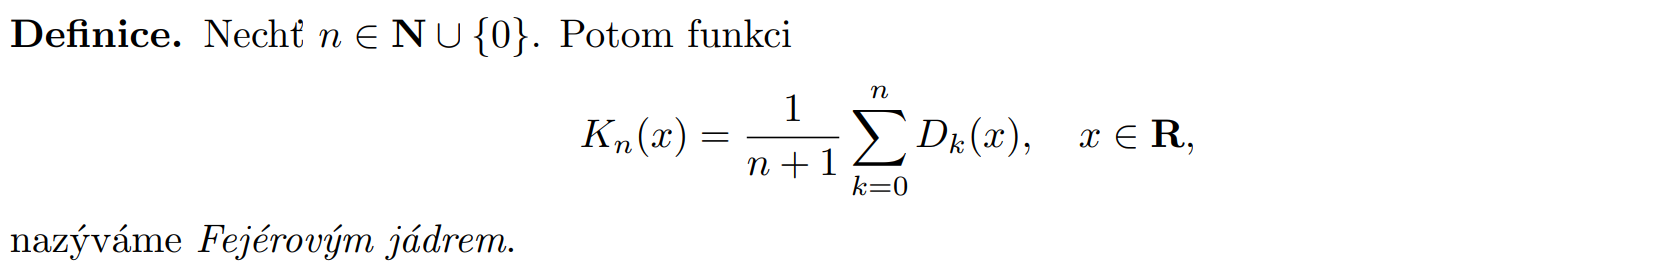 Definice. Nechť n ∈ N ∪ {0}. Potom funkci
K_n(x) = \frac{1}{n + 1} \sum_{k=0}^{n} D_k(x), x ∈ R,
nazýváme Fejérovým jádrem.